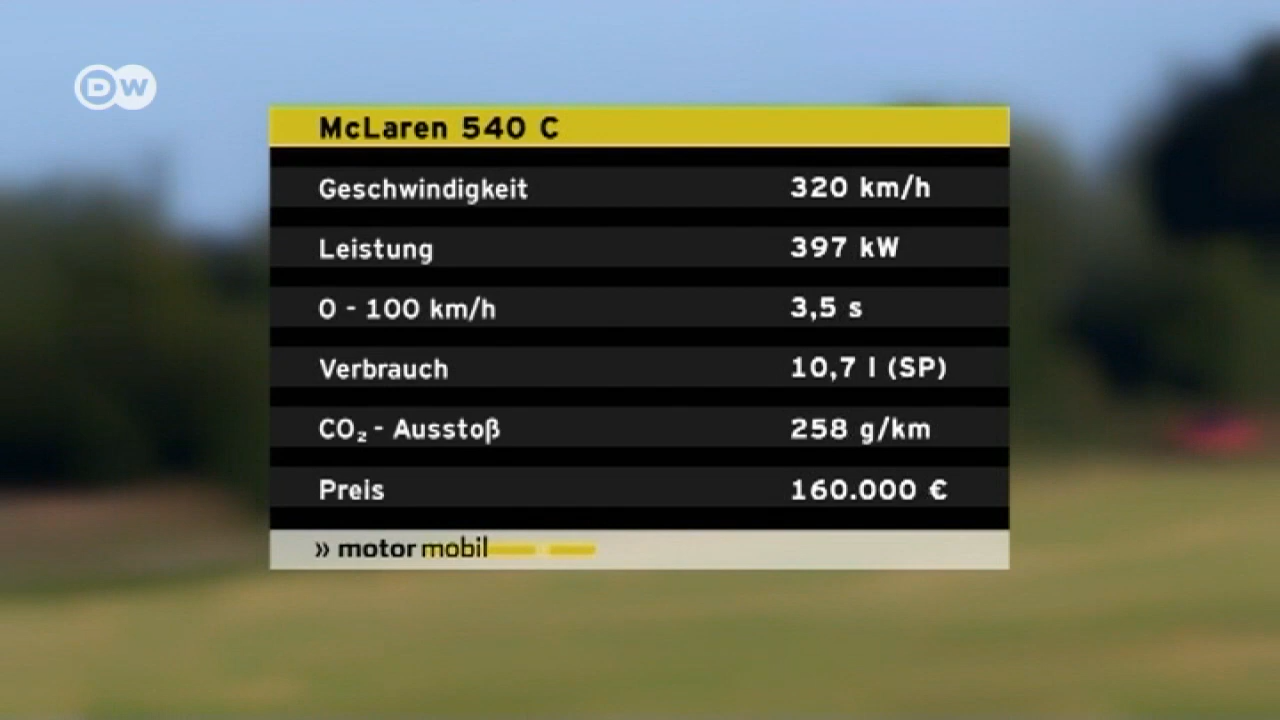 DW
McLaren 540 C
Geschwindigkeit 320 km/h
Leistung 397 kW
0 - 100 km/h 3,5 s
Verbrauch 10,7 l (SP)
CO₂ - Ausstoß 258 g/km
Preis 160.000 €
» motor mobil